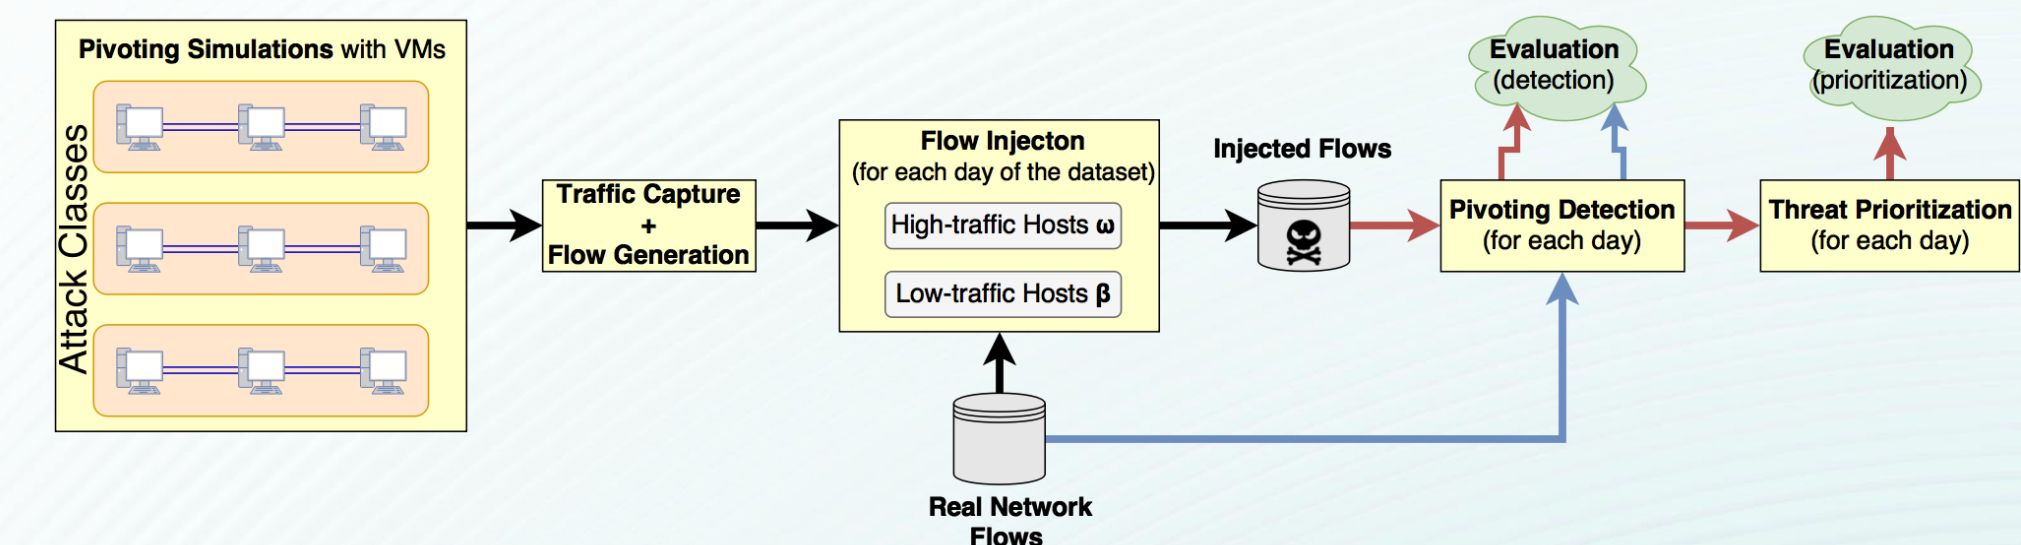 Pivoting Simulations with VMs
Attack Classes
Traffic Capture
+
Flow Generation
Flow Injecton
(for each day of the dataset)
High-traffic Hosts ω
Low-traffic Hosts β
Real Network
Flows
Injected Flows
Pivoting Detection
(for each day)
Evaluation
(detection)
Threat Prioritization
(for each day)
Evaluation
(prioritization)